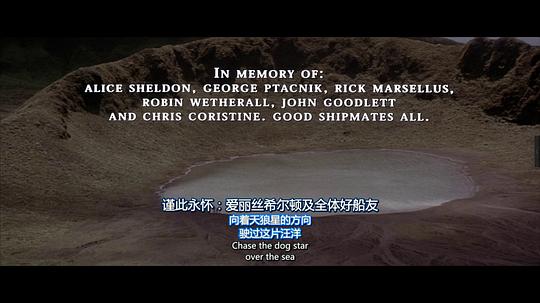 IN MEMORY OF:
ALICE SHELDON, GEORGE PTACNIK, RICK MARSELLUS,
ROBIN WETHERALL, JOHN GOODLETT
AND CHRIS CORISTINE. GOOD SHIPMATES ALL.
谨此永怀：爱丽丝希尔顿及全体好船友
向着天狼星的方向
驶过这片汪洋
Chase the dog star
over the sea